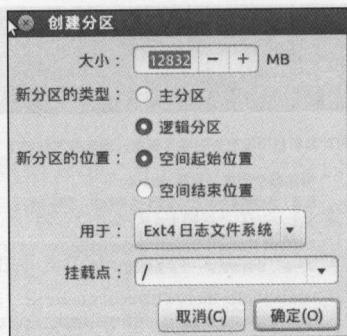 创建分区
大小： 12832 − + MB
新分区的类型： 主分区
逻辑分区
新分区的位置： 空间起始位置
空间结束位置
用于： Ext4 日志文件系统
挂载点： /
取消(C) 确定(O)